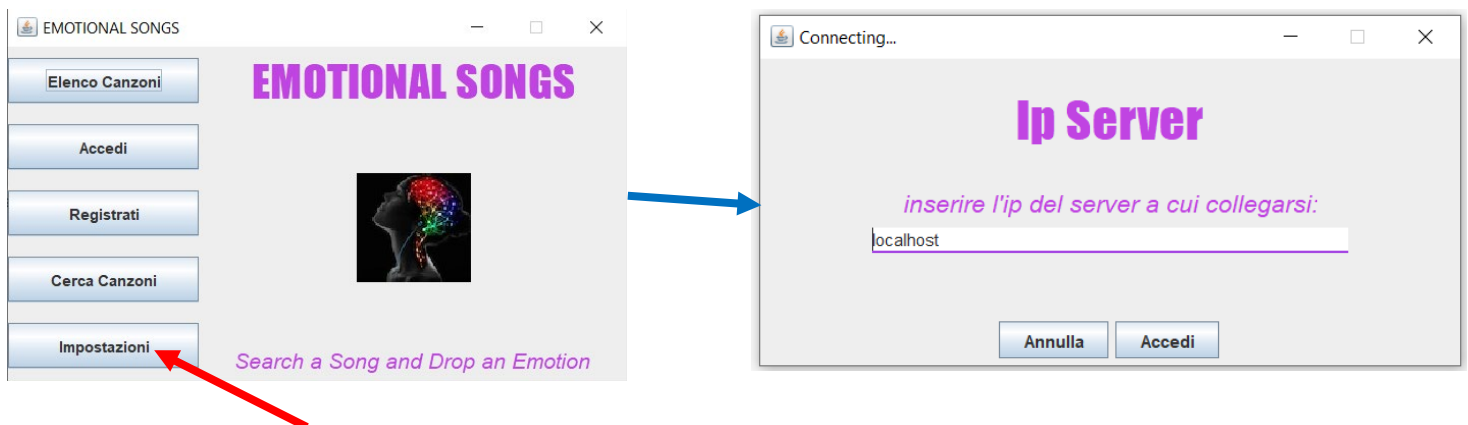 EMOTIONAL SONGS
Elenco Canzoni
Accedi
Registrati
Cerca Canzoni
Impostazioni
EMOTIONAL SONGS
Search a Song and Drop an Emotion
Connecting...
Ip Server
inserire l'ip del server a cui collegarsi:
localhost
Annulla Accedi